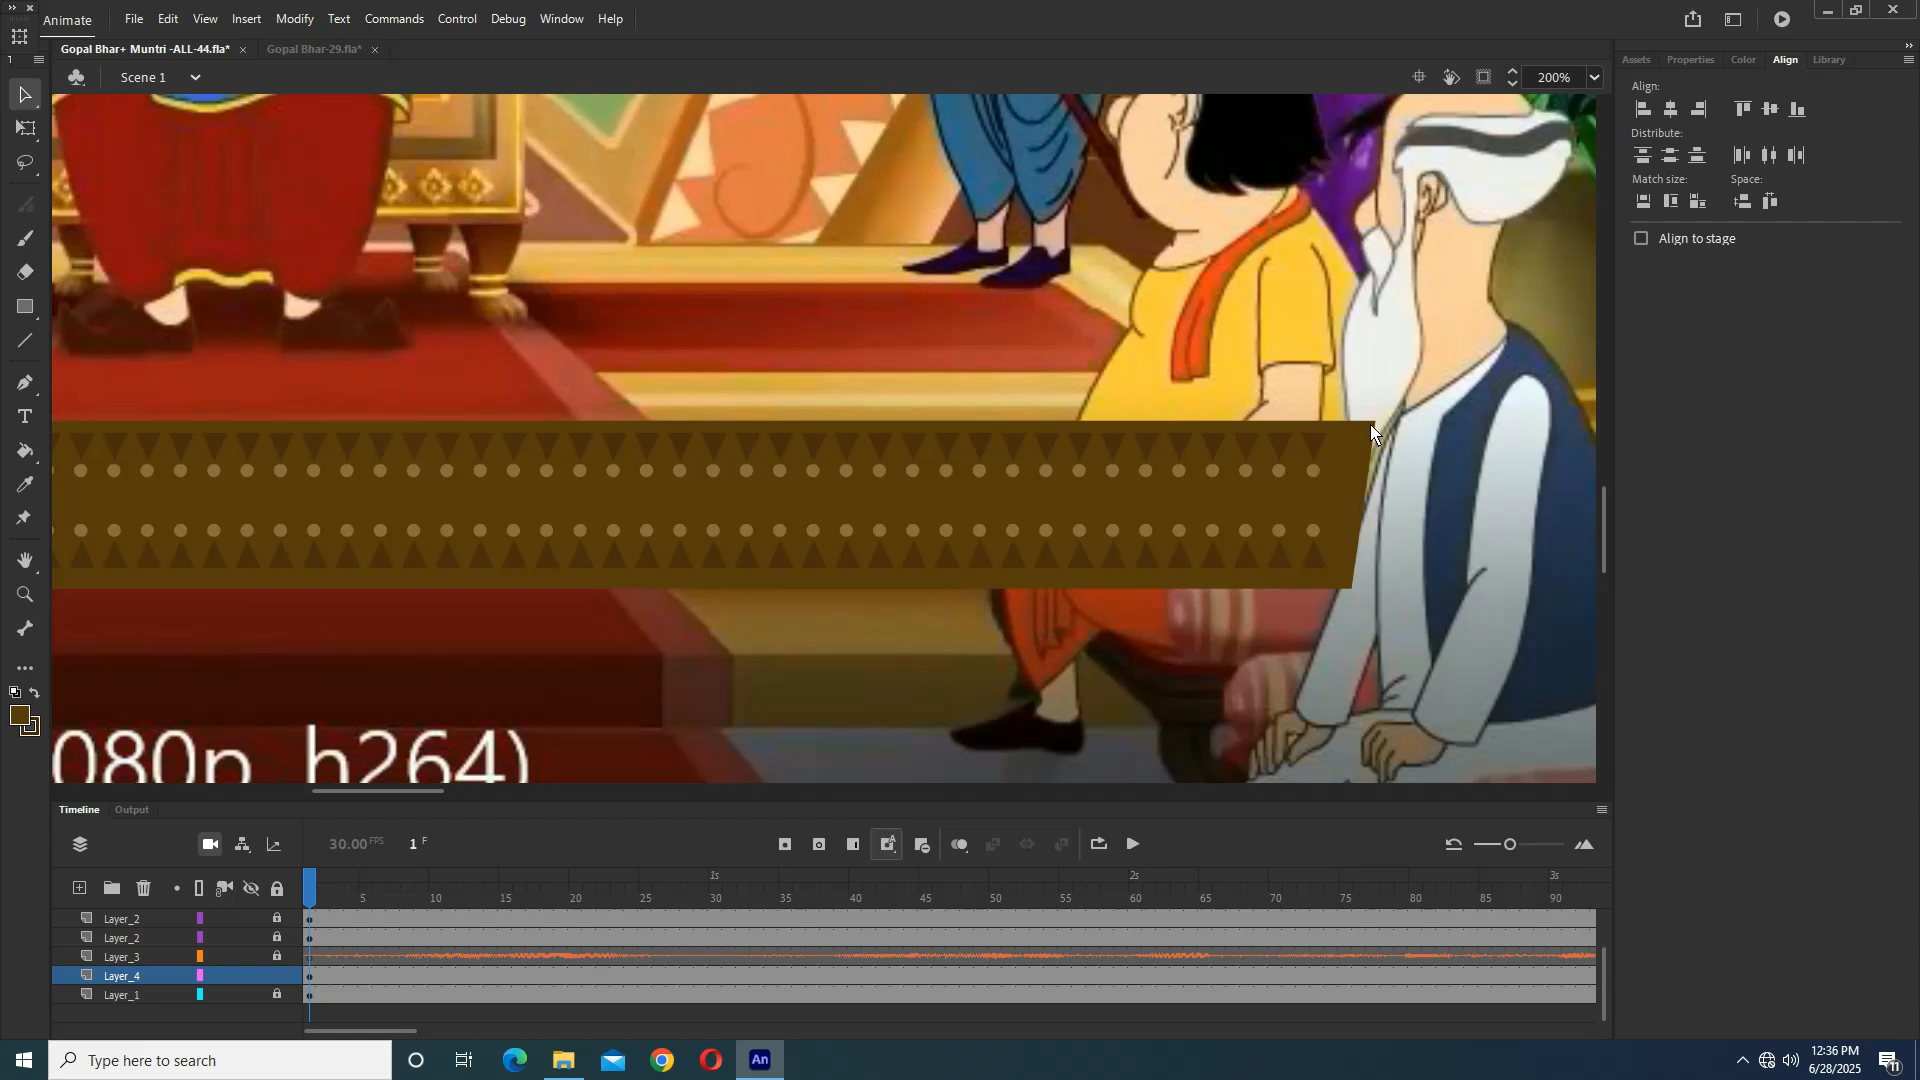 Animate File Edit View Insert Modify Text Commands Control Debug Window Help
Gopal Bhar+ Muntri -ALL-44.fla* Gopal Bhar-29.fla*
Scene 1 200%
Assets Properties Color Align Library
Align:
Distribute:
Match size: Space:
Align to stage
080p h264)
Timeline Output
30.00 FPS 1 F
1s 2s 3s
5 10 15 20 25 30 35 40 45 50 55 60 65 70 75 80 85 90
Layer_2
Layer_2
Layer_3
Layer_4
Layer_1
Type here to search
An
12:36 PM
6/28/2025
11